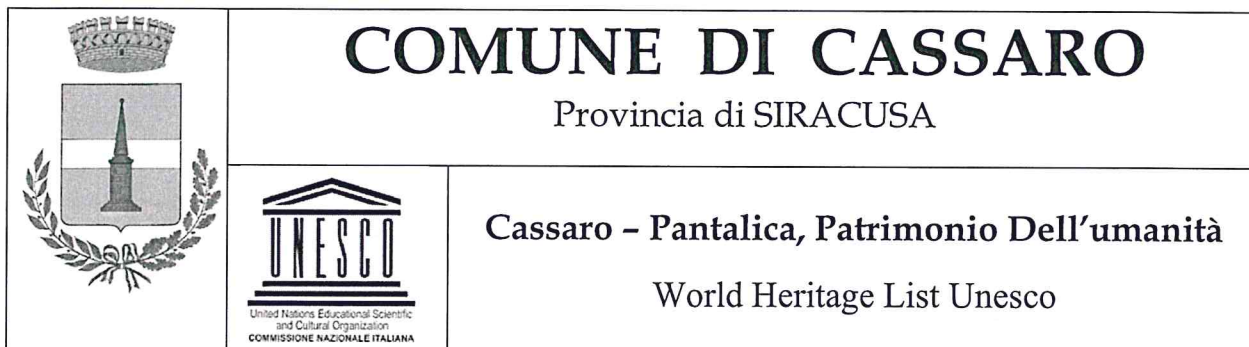 COMUNE DI CASSARO
Provincia di SIRACUSA
UNESCO
United Nations Educational Scientific
and Cultural Organization
COMMISSIONE NAZIONALE ITALIANA
Cassaro – Pantalica, Patrimonio Dell'umanità
World Heritage List Unesco